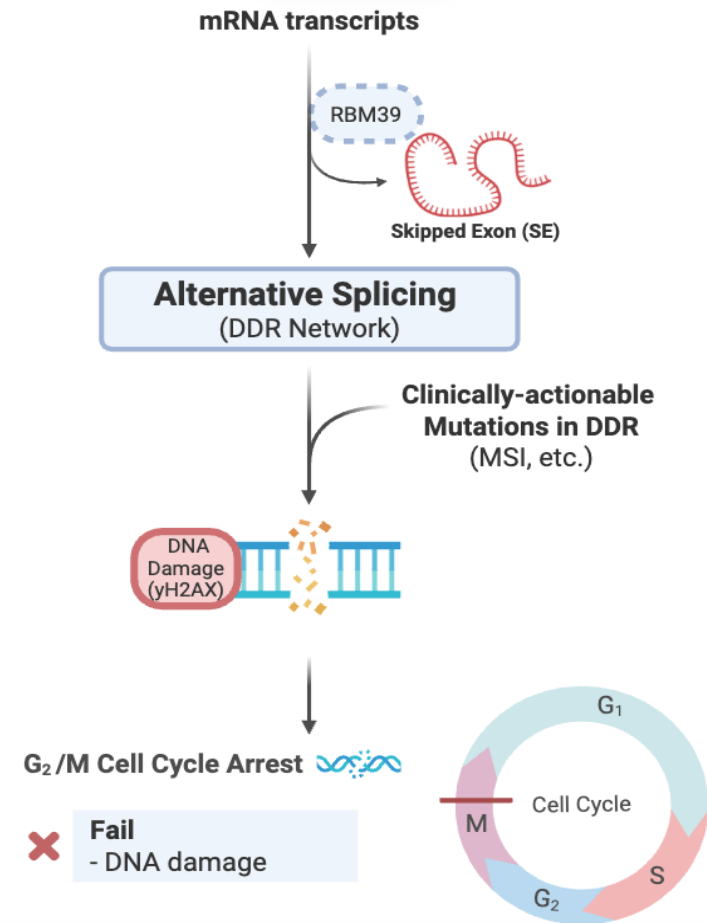 mRNA transcripts
RBM39
Skipped Exon (SE)
Alternative Splicing
(DDR Network)
Clinically-actionable
Mutations in DDR
(MSI, etc.)
DNA
Damage
(yH2AX)
G₂/M Cell Cycle Arrest
Fail
- DNA damage
G₁
Cell Cycle
M
S
G₂